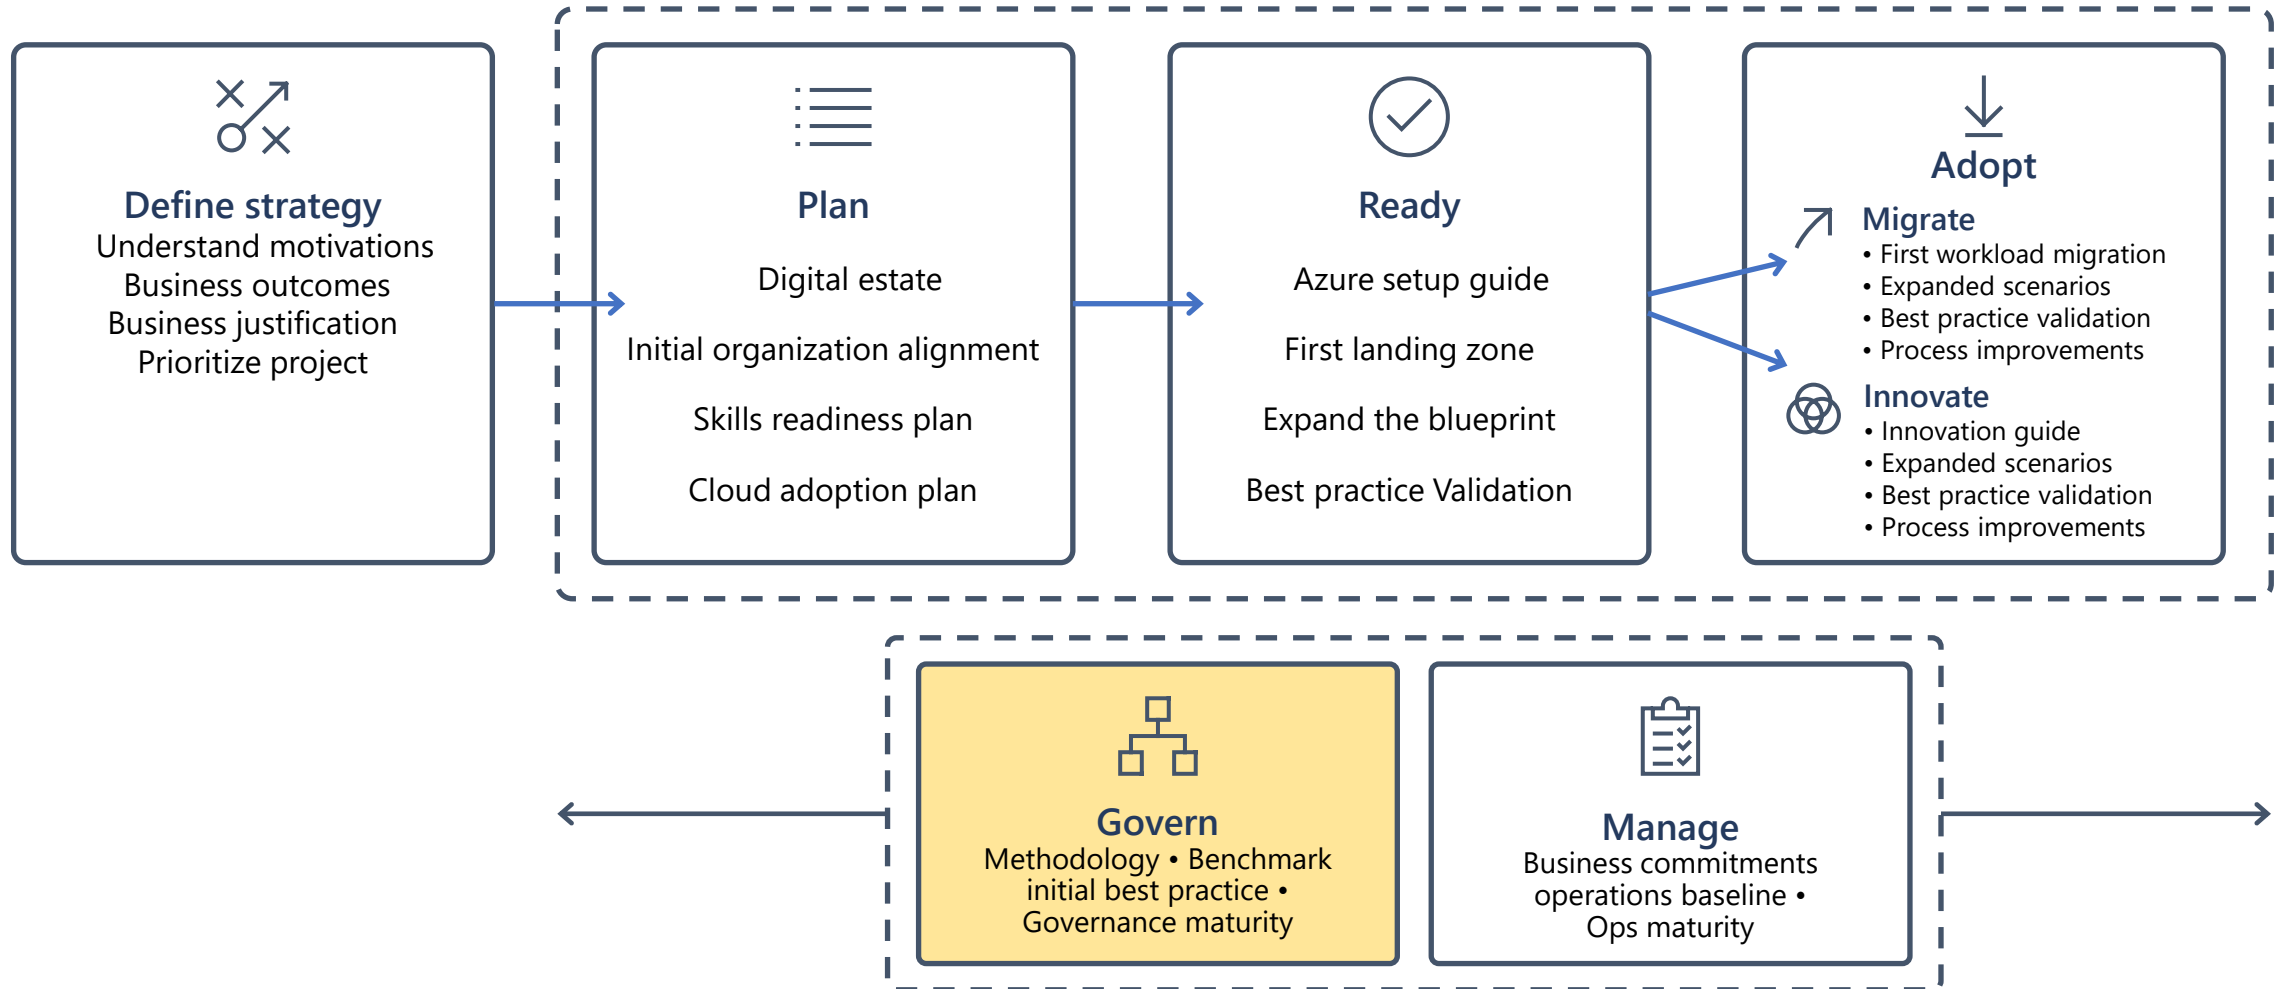 Define strategy
Understand motivations
Business outcomes
Business justification
Prioritize project
Plan
Digital estate
Initial organization alignment
Skills readiness plan
Cloud adoption plan
Ready
Azure setup guide
First landing zone
Expand the blueprint
Best practice Validation
Adopt
Migrate
• First workload migration
• Expanded scenarios
• Best practice validation
• Process improvements
Innovate
• Innovation guide
• Expanded scenarios
• Best practice validation
• Process improvements
Govern
Methodology • Benchmark
initial best practice •
Governance maturity
Manage
Business commitments
operations baseline •
Ops maturity